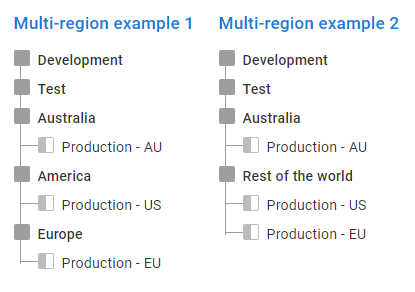 Multi-region example 1
Development
Test
Australia
Production - AU
America
Production - US
Europe
Production - EU
Multi-region example 2
Development
Test
Australia
Production - AU
Rest of the world
Production - US
Production - EU